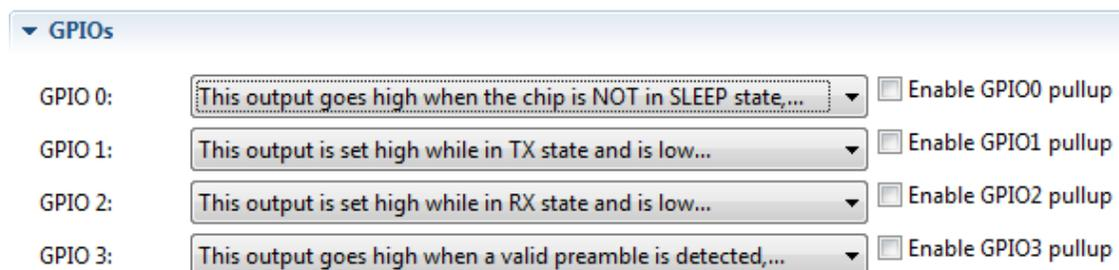 GPIOs
GPIO 0: This output goes high when the chip is NOT in SLEEP state,... Enable GPIO0 pullup
GPIO 1: This output is set high while in TX state and is low... Enable GPIO1 pullup
GPIO 2: This output is set high while in RX state and is low... Enable GPIO2 pullup
GPIO 3: This output goes high when a valid preamble is detected,... Enable GPIO3 pullup